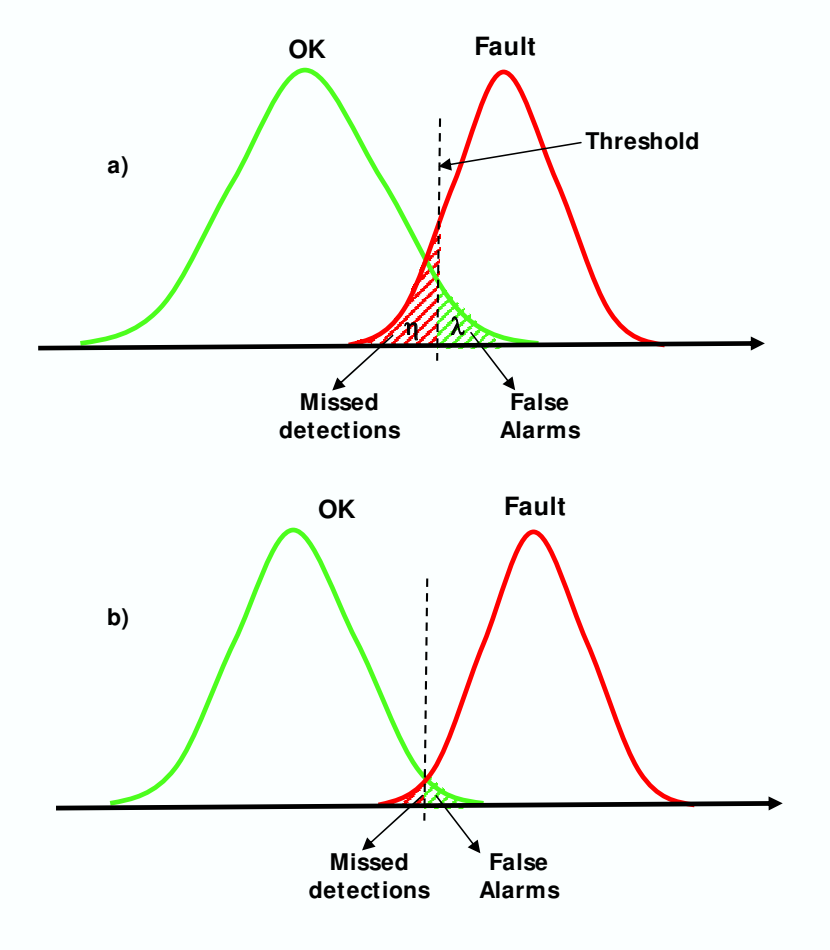 OK
Fault
Threshold
a)
η
λ
Missed
detections
False
Alarms
OK
Fault
b)
Missed
detections
False
Alarms